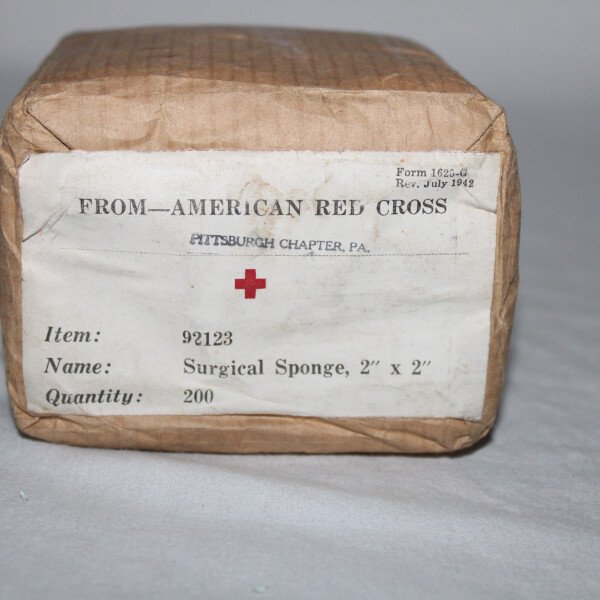 Form 1625-G
Rev. July 1942
FROM—AMERICAN RED CROSS
PITTSBURGH CHAPTER, PA.
Item: 92123
Name: Surgical Sponge, 2" x 2"
Quantity: 200